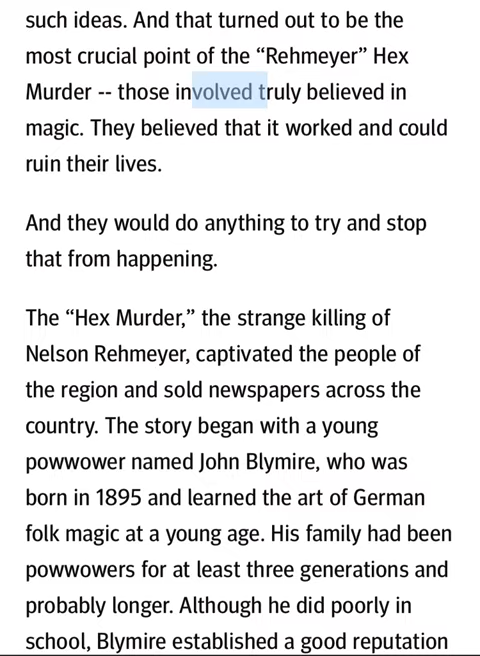 such ideas. And that turned out to be the
most crucial point of the “Rehmeyer” Hex
Murder -- those involved truly believed in
magic. They believed that it worked and could
ruin their lives.
And they would do anything to try and stop
that from happening.
The “Hex Murder,” the strange killing of
Nelson Rehmeyer, captivated the people of
the region and sold newspapers across the
country. The story began with a young
powwower named John Blymire, who was
born in 1895 and learned the art of German
folk magic at a young age. His family had been
powwowers for at least three generations and
probably longer. Although he did poorly in
school, Blymire established a good reputation